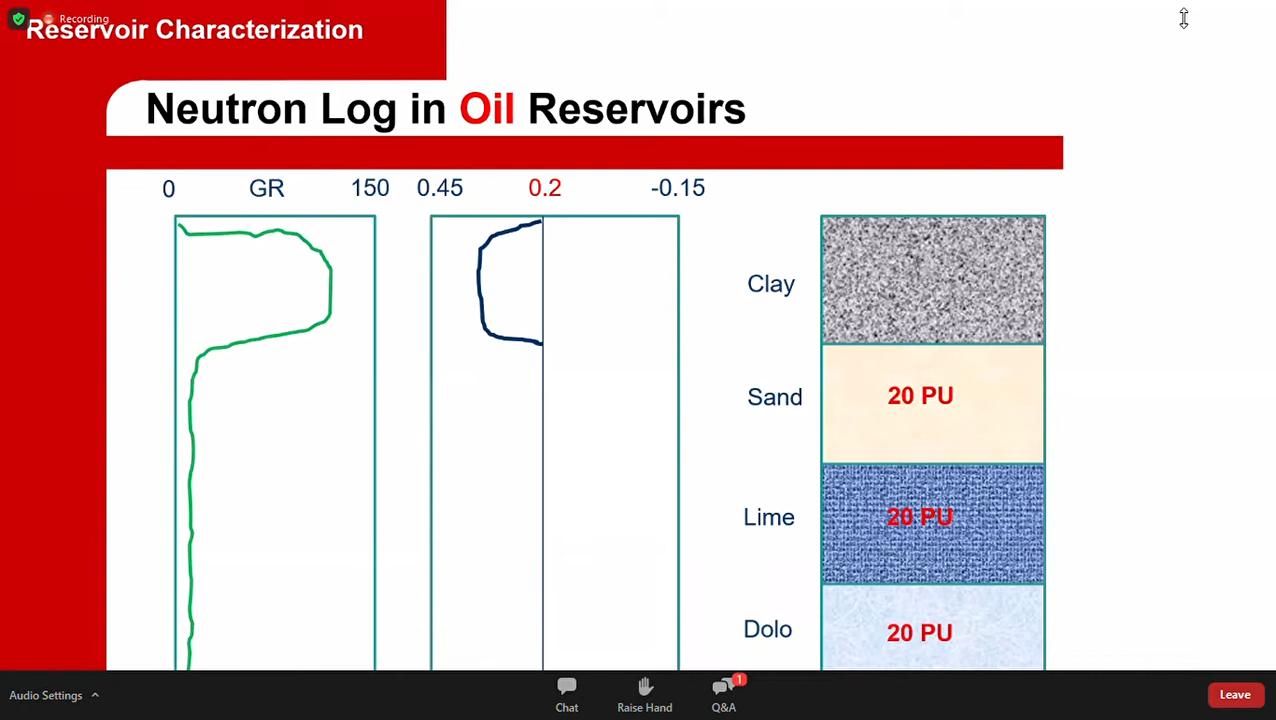 Recording
Reservoir Characterization
Neutron Log in Oil Reservoirs
0 GR 150 0.45 0.2 -0.15
Clay
Sand 20 PU
Lime 20 PU
Dolo 20 PU
Audio Settings
Chat
Raise Hand
1
Q&A
Leave